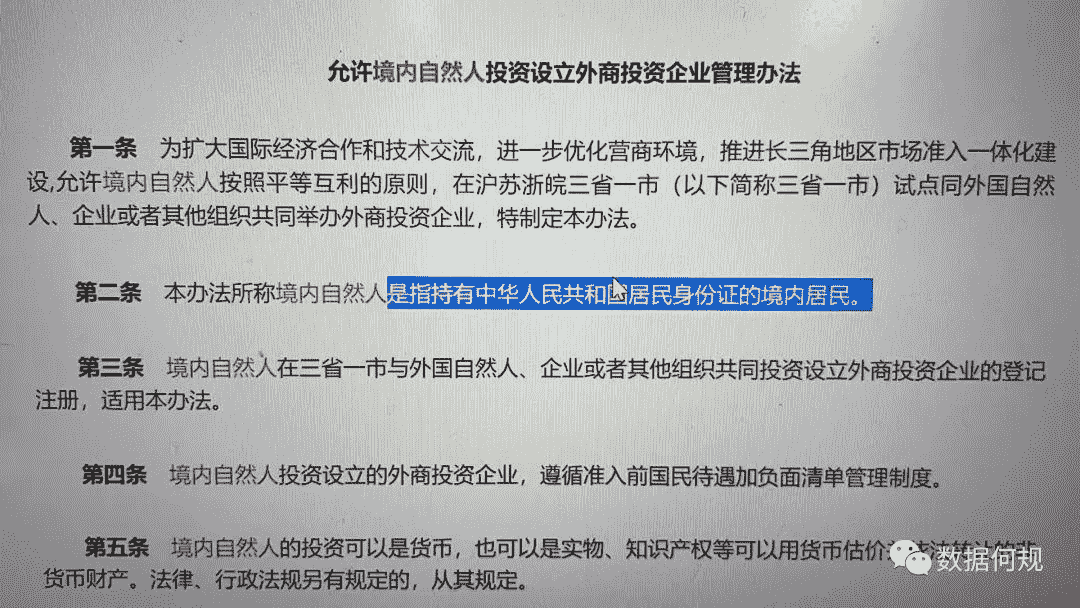 允许境内自然人投资设立外商投资企业管理办法
第一条 为扩大国际经济合作和技术交流，进一步优化营商环境，推进长三角地区市场准入一体化建
设,允许境内自然人按照平等互利的原则，在沪苏浙皖三省一市（以下简称三省一市）试点同外国自然
人、企业或者其他组织共同举办外商投资企业，特制定本办法。
第二条 本办法所称境内自然人是指持有中华人民共和国居民身份证的境内居民。
第三条 境内自然人在三省一市与外国自然人、企业或者其他组织共同投资设立外商投资企业的登记
注册，适用本办法。
第四条 境内自然人投资设立的外商投资企业，遵循准入前国民待遇加负面清单管理制度。
第五条 境内自然人的投资可以是货币，也可以是实物、知识产权等可以用货币估价
货币财产。法律、行政法规另有规定的，从其规定。
数据何规